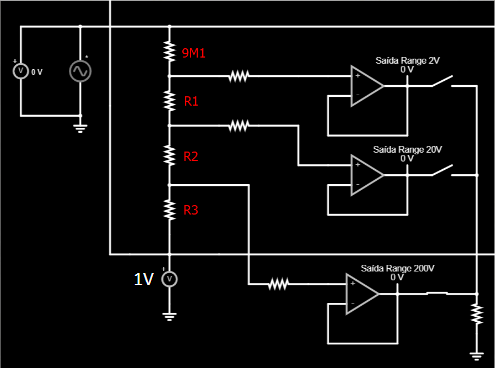 9M1
Saída Range 2V
0 V
V
0 V
R1
Saída Range 20V
0 V
R2
R3
Saída Range 200V
0 V
1V
V